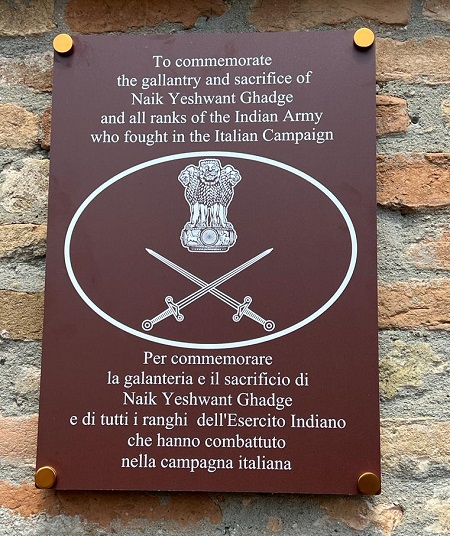 To commemorate
the gallantry and sacrifice of
Naik Yeshwant Ghadge
and all ranks of the Indian Army
who fought in the Italian Campaign
Per commemorare
la galanteria e il sacrificio di
Naik Yeshwant Ghadge
e di tutti i ranghi dell'Esercito Indiano
che hanno combattuto
nella campagna italiana